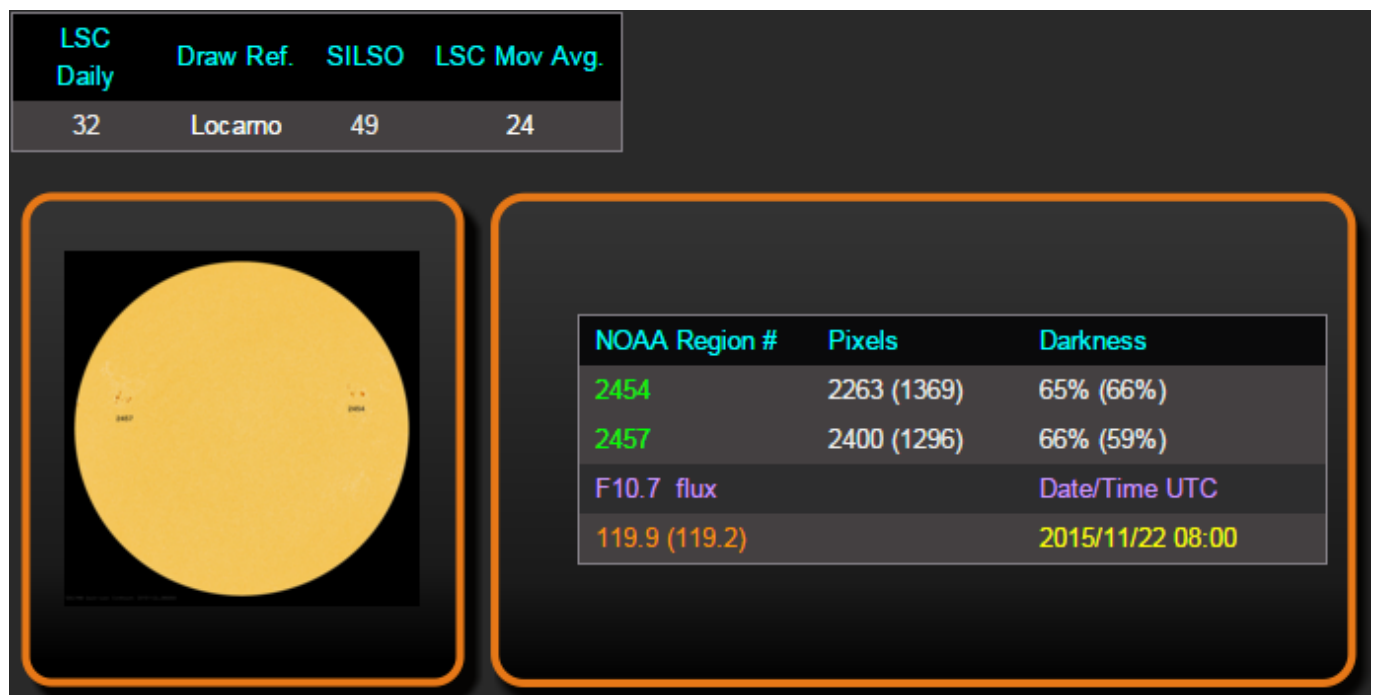 LSC Daily Draw Ref. SILSO LSC Mov Avg.
32 Locarno 49 24
2457
2454
NOAA Region # Pixels Darkness
2454 2263 (1369) 65% (66%)
2457 2400 (1296) 66% (59%)
F10.7 flux Date/Time UTC
119.9 (119.2) 2015/11/22 08:00